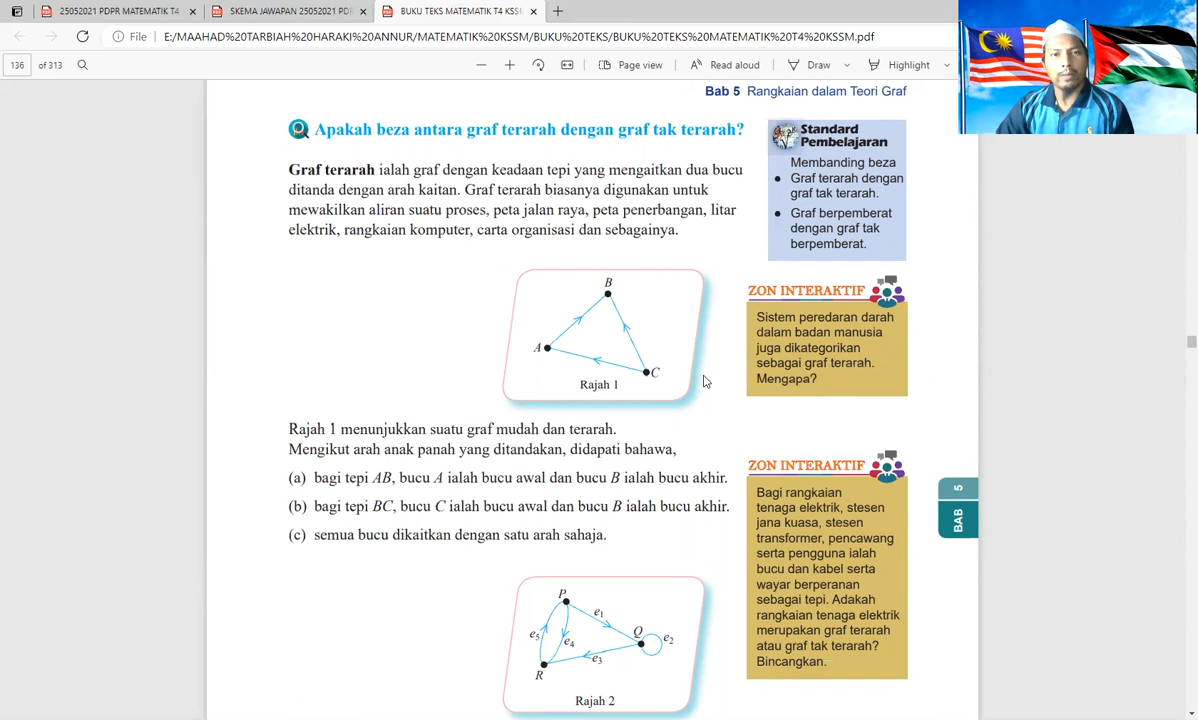 25052021 PDPR MATEMATIK T4
SKEMA JAWAPAN 25052021 PDF
BUKU TEKS MATEMATIK T4 KSS
File
E:/MAAHAD%20TARBIAH%20HARAKI%20ANNUR/MATEMATIK%20KSSM/BUKU%20TEKS/BUKU%20TEKS%20MATEMATIK%20T4%20KSSM.pdf
136 of 313
Page view
Read aloud
Draw
Highlight
Bab 5 Rangkaian dalam Teori Graf
Apakah beza antara graf terarah dengan graf tak terarah?
Graf terarah ialah graf dengan keadaan tepi yang mengaitkan dua bucu
ditanda dengan arah kaitan. Graf terarah biasanya digunakan untuk
mewakilkan aliran suatu proses, peta jalan raya, peta penerbangan, litar
elektrik, rangkaian komputer, carta organisasi dan sebagainya.
Standard
Pembelajaran
Membanding beza
• Graf terarah dengan
graf tak terarah.
• Graf berpemberat
dengan graf tak
berpemberat.
B
A
C
Rajah 1
ZON INTERAKTIF
Sistem peredaran darah
dalam badan manusia
juga dikategorikan
sebagai graf terarah.
Mengapa?
Rajah 1 menunjukkan suatu graf mudah dan terarah.
Mengikut arah anak panah yang ditandakan, didapati bahawa,
(a) bagi tepi AB, bucu A ialah bucu awal dan bucu B ialah bucu akhir.
(b) bagi tepi BC, bucu C ialah bucu awal dan bucu B ialah bucu akhir.
(c) semua bucu dikaitkan dengan satu arah sahaja.
ZON INTERAKTIF
Bagi rangkaian
tenaga elektrik, stesen
jana kuasa, stesen
transformer, pencawang
serta pengguna ialah
bucu dan kabel serta
wayar berperanan
sebagai tepi. Adakah
rangkaian tenaga elektrik
merupakan graf terarah
atau graf tak terarah?
Bincangkan.
BAB 5
P
e1
Q
e2
e5
e4
e3
R
Rajah 2